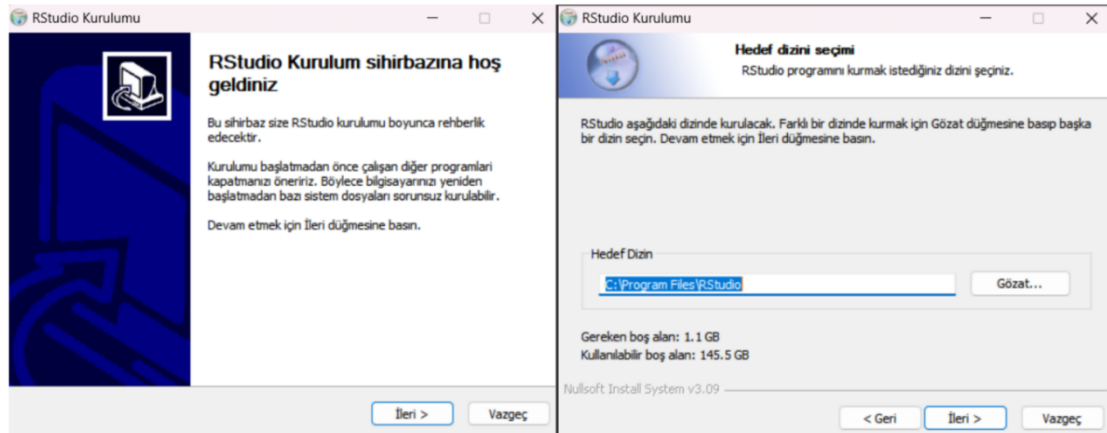 RStudio Kurulumu
RStudio Kurulum sihirbazına hoş
geldiniz
Bu sihirbaz size RStudio kurulumu boyunca rehberlik
edecektir.
Kurulumu başlatmadan önce çalışan diğer programlari
kapatmanızı öneririz. Böylece bilgisayarınızı yeniden
başlatmadan bazı sistem dosyaları sorunsuz kurulabilir.
Devam etmek için İleri düğmesine basın.
İleri >
Vazgeç
RStudio Kurulumu
Hedef dizini seçimi
RStudio programını kurmak istediğiniz dizini seçiniz.
RStudio aşağıdaki dizinde kurulacak. Farklı bir dizinde kurmak için Gözat düğmesine basıp başka
bir dizin seçin. Devam etmek için İleri düğmesine basın.
Hedef Dizin
C:\Program Files\RStudio
Gözat...
Gereken boş alan: 1.1 GB
Kullanılabilir boş alan: 145.5 GB
Nullsoft Install System v3.09
< Geri
İleri >
Vazgeç